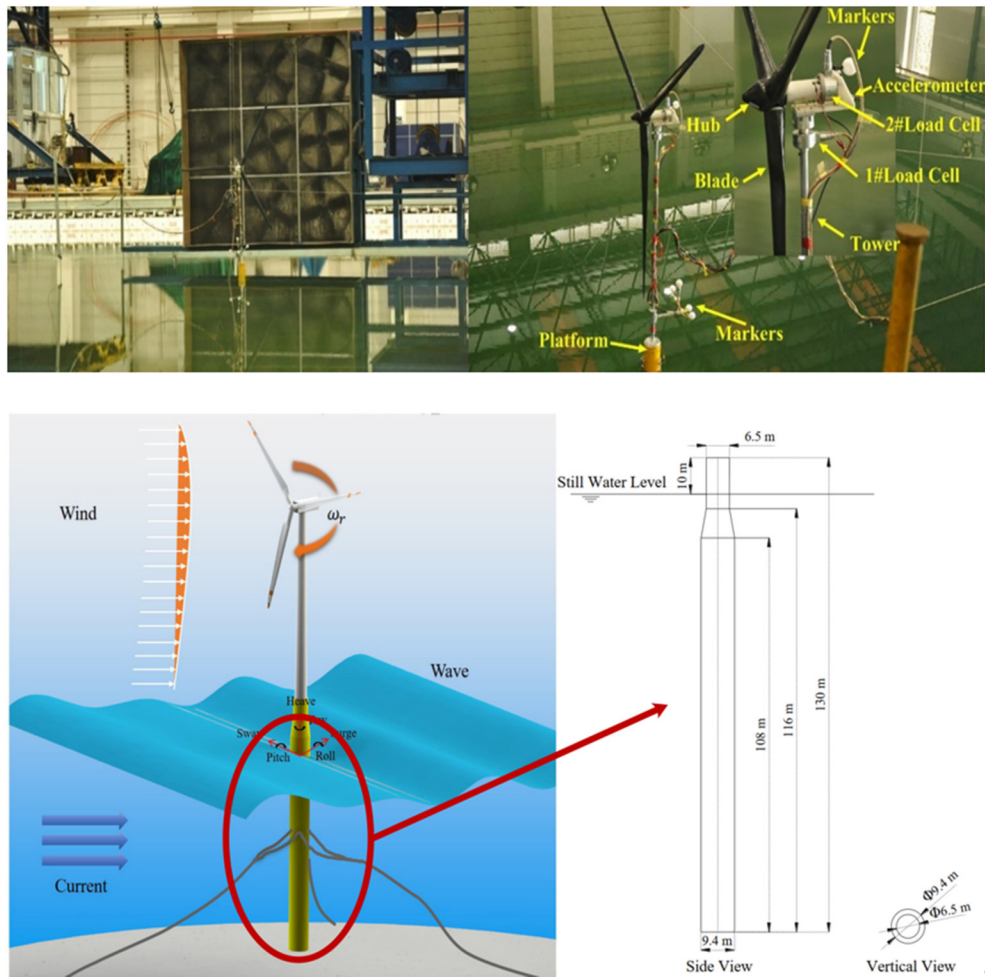 Markers
Accelerometer
Hub
2#Load Cell
Blade
1#Load Cell
Tower
Platform
Markers
6.5 m
10 m
Still Water Level
Wind
ω_r
Wave
Heave
Sway
Surge
Pitch
Roll
108 m
116 m
130 m
Current
Φ9.4 m
Φ6.5 m
9.4 m
Side View
Vertical View